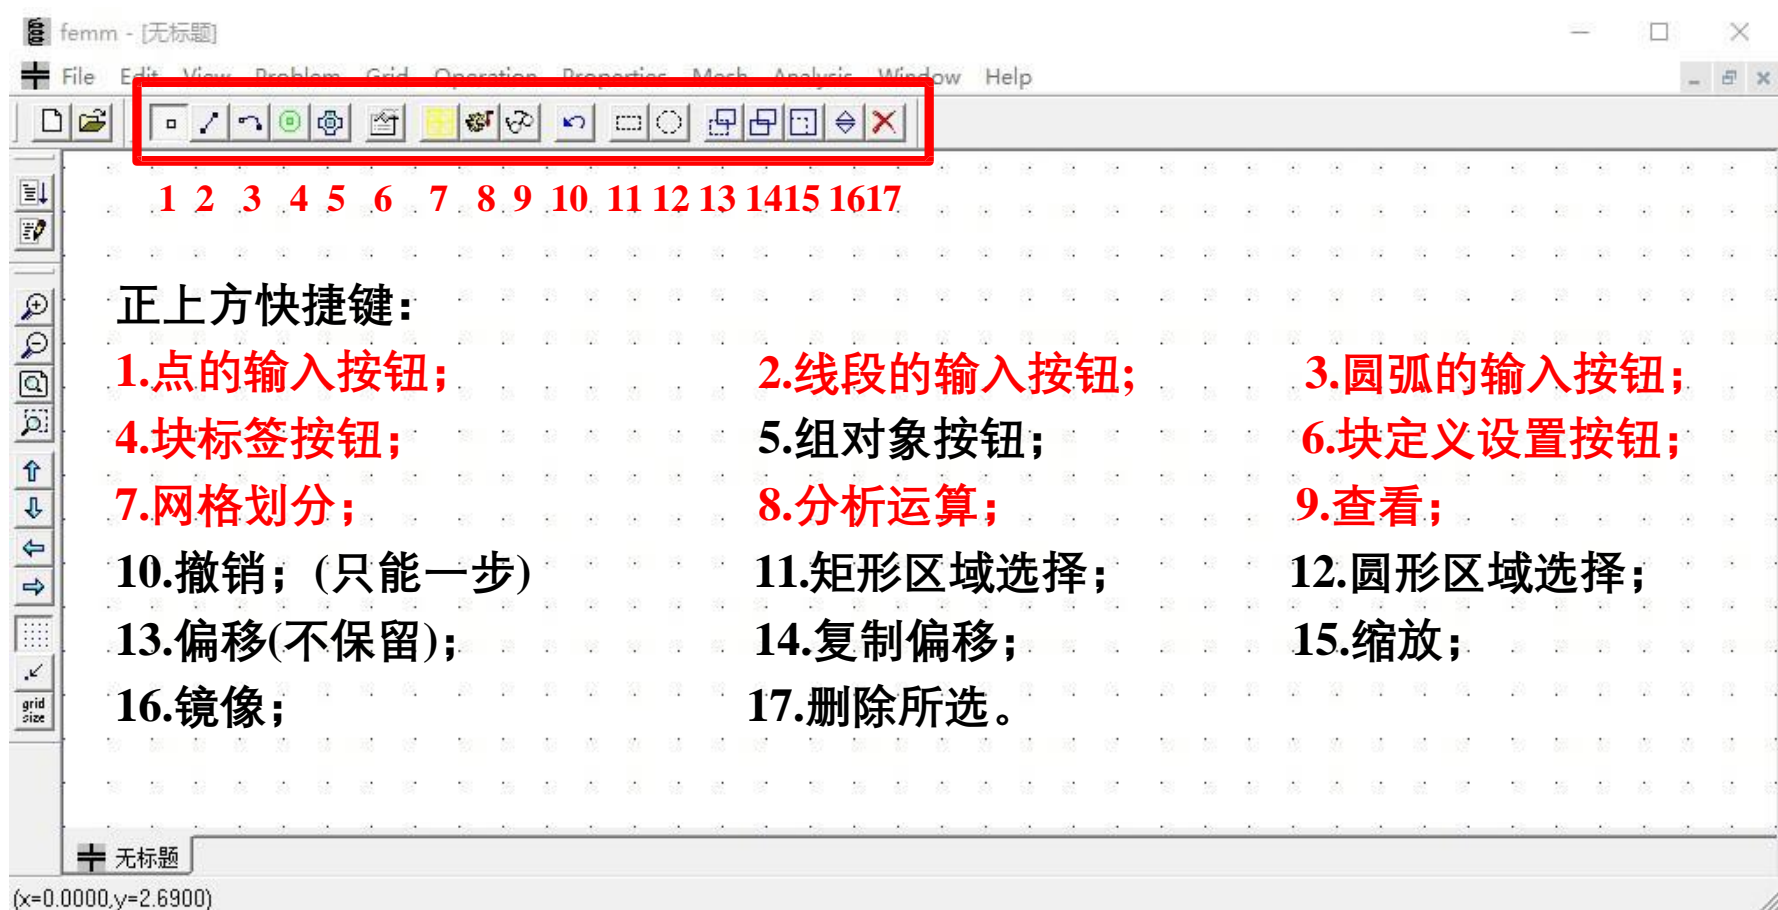 femm - [无标题]
File Edit View Problem Grid Operation Properties Mesh Analysis Window Help
1 2 3 4 5 6 7 8 9 10 11 12 13 1415 1617
正上方快捷键：
1.点的输入按钮； 2.线段的输入按钮; 3.圆弧的输入按钮；
4.块标签按钮； 5.组对象按钮； 6.块定义设置按钮；
7.网格划分； 8.分析运算； 9.查看；
10.撤销；(只能一步) 11.矩形区域选择； 12.圆形区域选择；
13.偏移(不保留)； 14.复制偏移； 15.缩放；
grid
size
16.镜像； 17.删除所选。
无标题
(x=0.0000,y=2.6900)